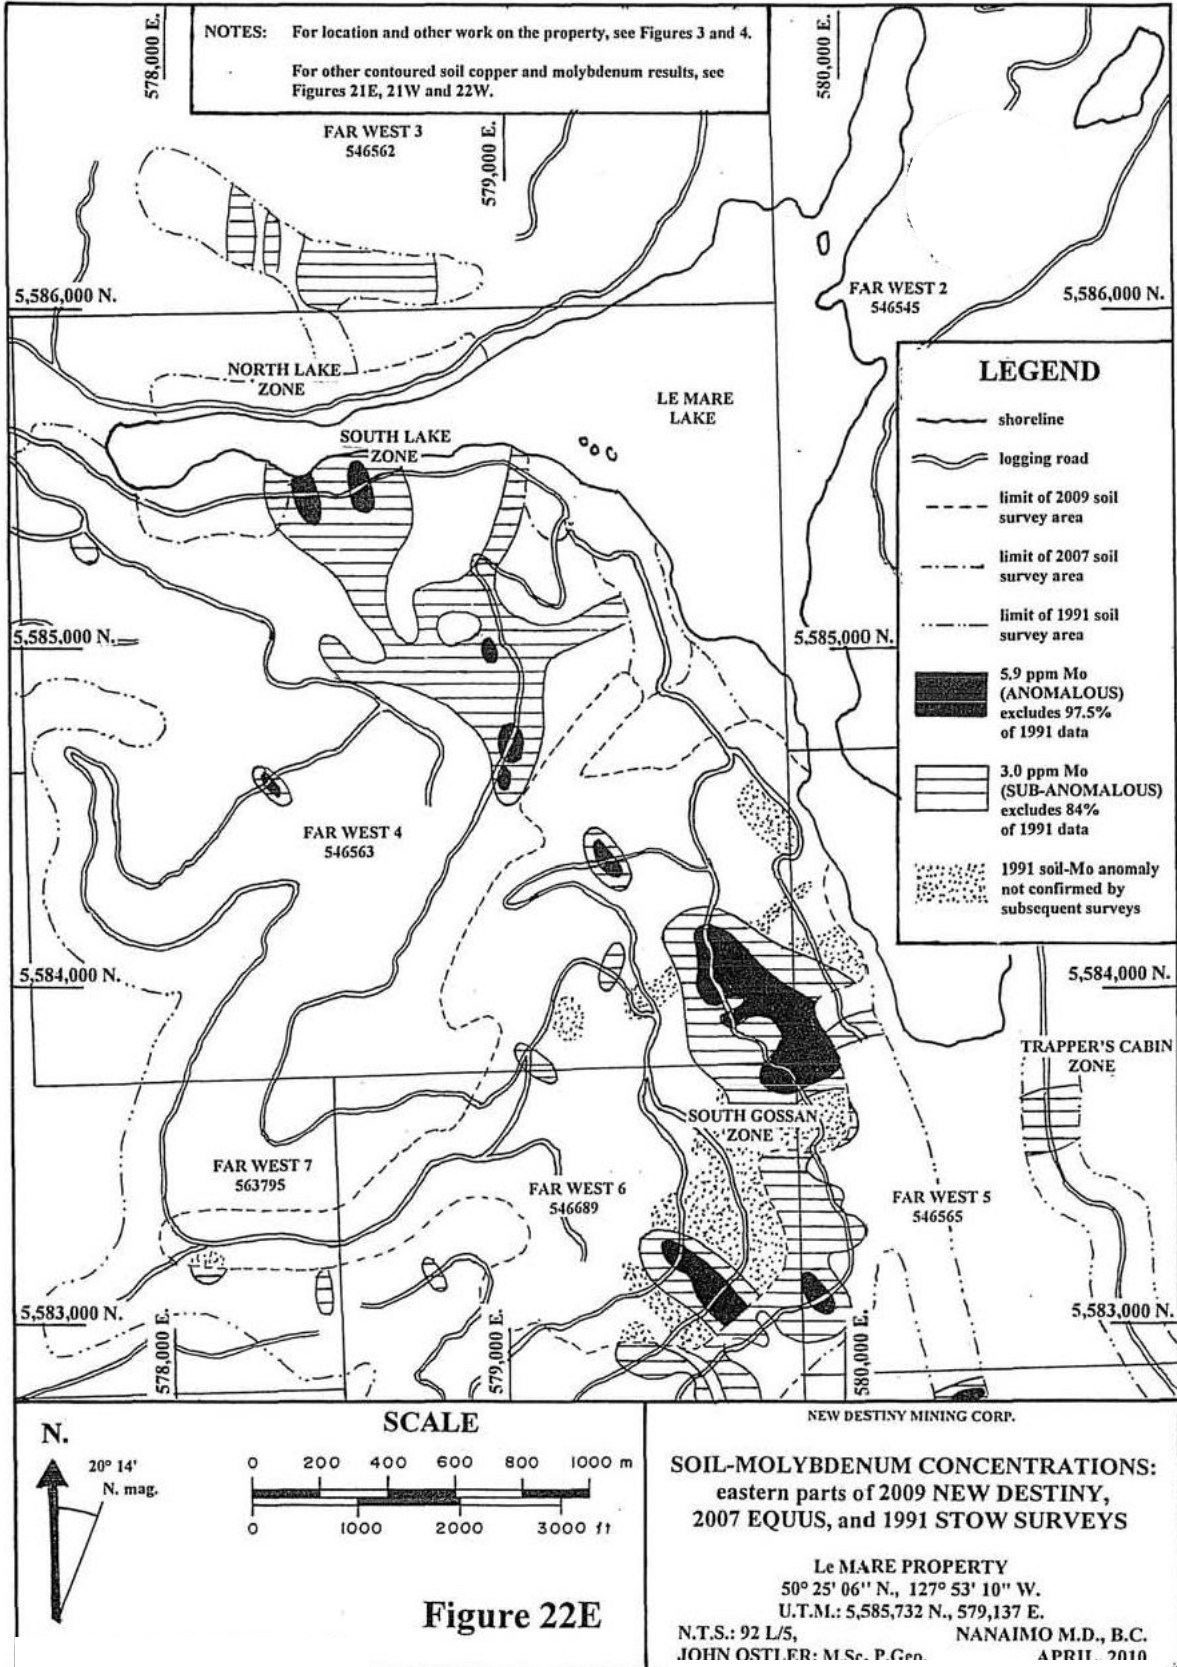 578,000 E.
NOTES: For location and other work on the property, see Figures 3 and 4.
For other contoured soil copper and molybdenum results, see
Figures 21E, 21W and 22W.
580,000 E.
FAR WEST 3
546562
579,000 E.
5,586,000 N.
FAR WEST 2
546545
5,586,000 N.
NORTH LAKE
ZONE
LE MARE
LAKE
SOUTH LAKE
ZONE
LEGEND
shoreline
logging road
limit of 2009 soil
survey area
limit of 2007 soil
survey area
limit of 1991 soil
survey area
5.9 ppm Mo
(ANOMALOUS)
excludes 97.5%
of 1991 data
3.0 ppm Mo
(SUB-ANOMALOUS)
excludes 84%
of 1991 data
1991 soil-Mo anomaly
not confirmed by
subsequent surveys
5,585,000 N.
5,585,000 N.
FAR WEST 4
546563
5,584,000 N.
5,584,000 N.
TRAPPER'S CABIN
ZONE
SOUTH GOSSAN
ZONE
FAR WEST 7
563795
FAR WEST 6
546689
FAR WEST 5
546565
5,583,000 N.
5,583,000 N.
578,000 E.
579,000 E.
580,000 E.
N.
20° 14'
N. mag.
SCALE
0 200 400 600 800 1000 m
0 1000 2000 3000 ft
Figure 22E
NEW DESTINY MINING CORP.
SOIL-MOLYBDENUM CONCENTRATIONS:
eastern parts of 2009 NEW DESTINY,
2007 EQUUS, and 1991 STOW SURVEYS
Le MARE PROPERTY
50° 25' 06" N., 127° 53' 10" W.
U.T.M.: 5,585,732 N., 579,137 E.
N.T.S.: 92 L/5, NANAIMO M.D., B.C.
JOHN OSTLER: M.Sc. P.Geo. APRIL, 2010